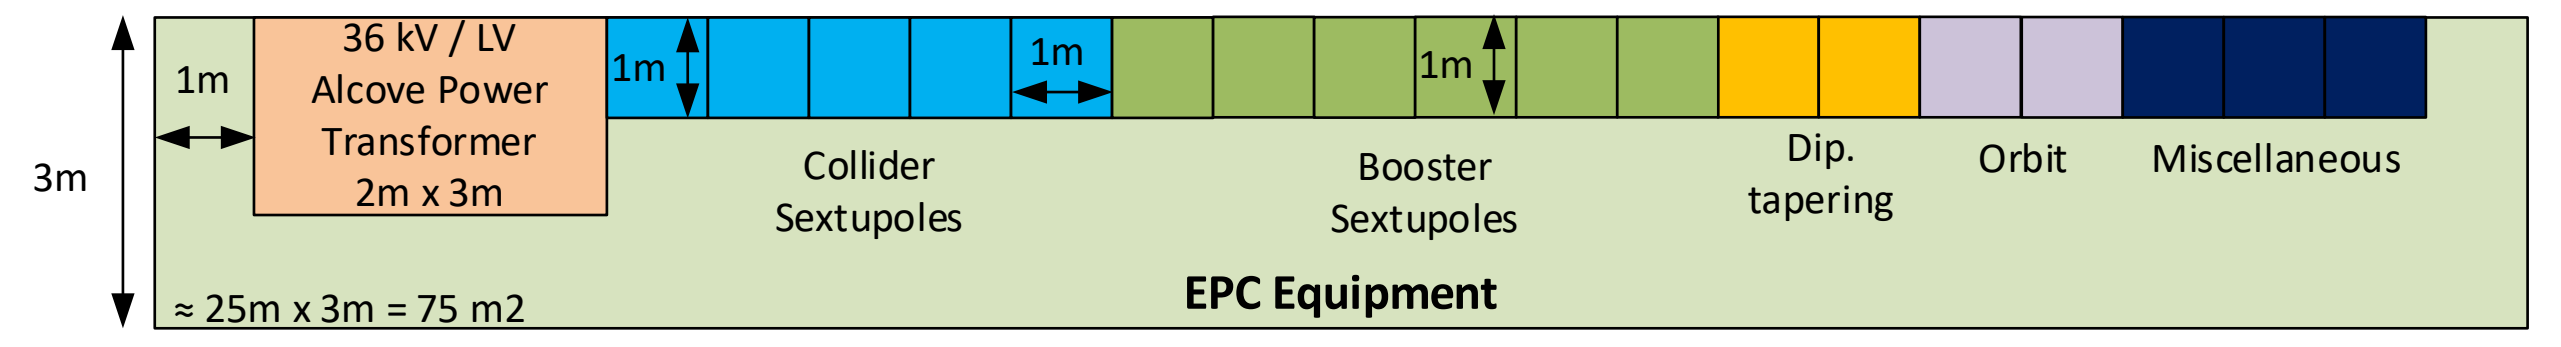 3m
1m
36 kV / LV
Alcove Power
Transformer
2m x 3m
1m
1m
1m
Collider
Sextupoles
Booster
Sextupoles
Dip.
tapering
Orbit
Miscellaneous
≈ 25m x 3m = 75 m2
EPC Equipment